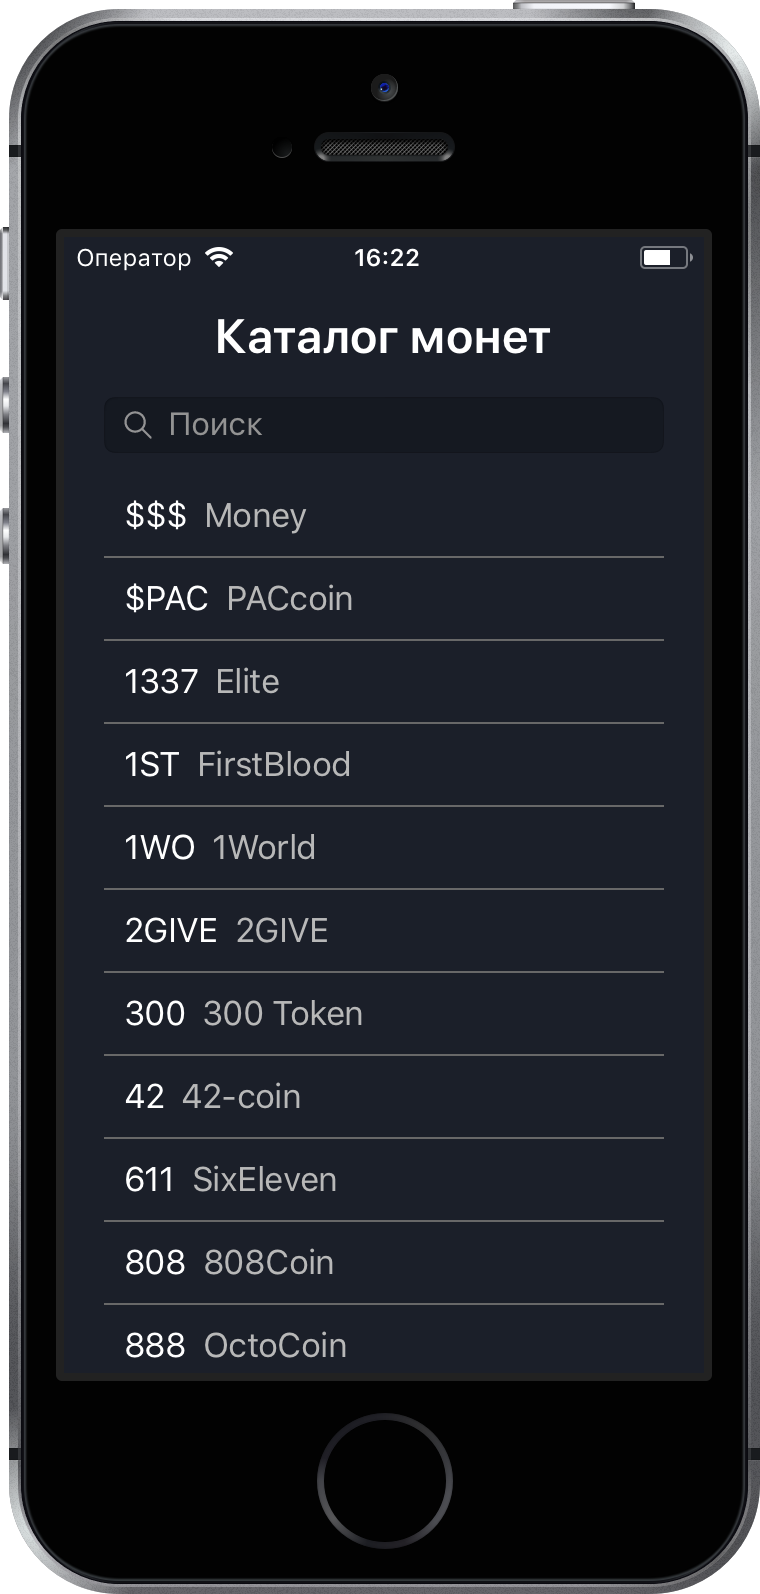 Оператор 16:22
Каталог монет
Поиск
$$$ Money
$PAC PACcoin
1337 Elite
1ST FirstBlood
1WO 1World
2GIVE 2GIVE
300 300 Token
42 42-coin
611 SixEleven
808 808Coin
888 OctoCoin